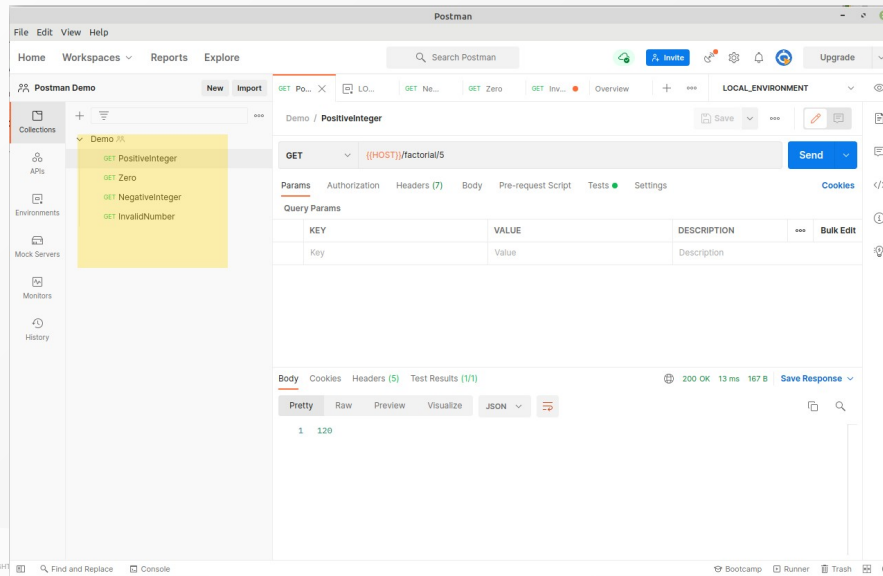 Postman
File Edit View Help
Home Workspaces Reports Explore Search Postman Invite Upgrade
Postman Demo New Import GET Po... LO... GET Ne... GET Zero GET Inv... Overview LOCAL_ENVIRONMENT
Collections
APIs
Environments
Mock Servers
Monitors
History
Demo
GET PositiveInteger
GET Zero
GET NegativeInteger
GET InvalidNumber
Demo / PositiveInteger Save
GET {{HOST}}/factorial/5 Send
Params Authorization Headers (7) Body Pre-request Script Tests Settings Cookies
Query Params
KEY VALUE DESCRIPTION Bulk Edit
Key Value Description
Body Cookies Headers (5) Test Results (1/1) 200 OK 13 ms 167 B Save Response
Pretty Raw Preview Visualize JSON
1 120
Find and Replace Console Bootcamp Runner Trash